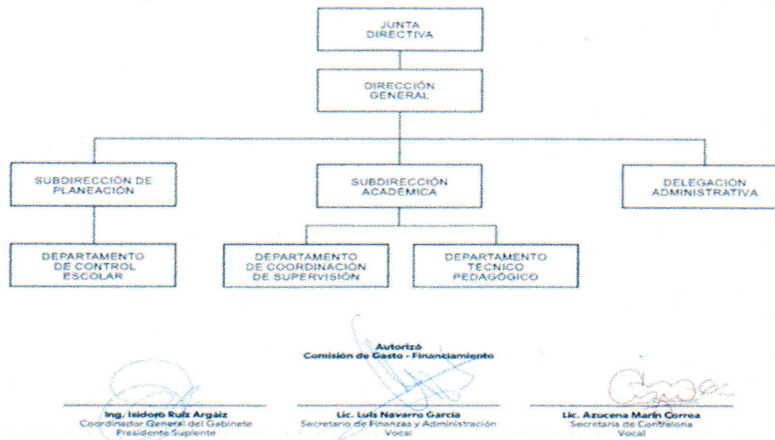 JUNTA
DIRECTIVA
DIRECCIÓN
GENERAL
SUBDIRECCIÓN DE
PLANEACIÓN
SUBDIRECCIÓN
ACADÉMICA
DELEGACIÓN
ADMINISTRATIVA
DEPARTAMENTO
DE CONTROL
ESCOLAR
DEPARTAMENTO
DE COORDINACIÓN
DE SUPERVISIÓN
DEPARTAMENTO
TÉCNICO
PEDAGÓGICO
Autorizó
Comisión de Gasto - Financiamiento
Ing. Isidoro Ruiz Argáiz
Coordinador General del Gabinete
Presidente Suplente
Lic. Luis Navarro García
Secretario de Finanzas y Administración
Vocal
Lic. Azucena Marín Correa
Secretaria de Contraloría
Vocal